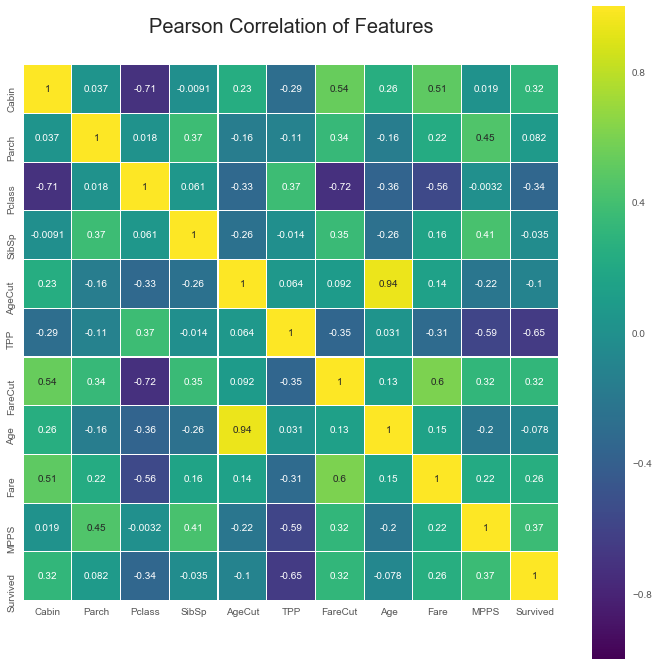 Pearson Correlation of Features
Cabin 1 0.037 -0.71 -0.0091 0.23 -0.29 0.54 0.26 0.51 0.019 0.32
Parch 0.037 1 0.018 0.37 -0.16 -0.11 0.34 -0.16 0.22 0.45 0.082
Pclass -0.71 0.018 1 0.061 -0.33 0.37 -0.72 -0.36 -0.56 -0.0032 -0.34
SibSp -0.0091 0.37 0.061 1 -0.26 -0.014 0.35 -0.26 0.16 0.41 -0.035
AgeCut 0.23 -0.16 -0.33 -0.26 1 0.064 0.092 0.94 0.14 -0.22 -0.1
TPP -0.29 -0.11 0.37 -0.014 0.064 1 -0.35 0.031 -0.31 -0.59 -0.65
FareCut 0.54 0.34 -0.72 0.35 0.092 -0.35 1 0.13 0.6 0.32 0.32
Age 0.26 -0.16 -0.36 -0.26 0.94 0.031 0.13 1 0.15 -0.2 -0.078
Fare 0.51 0.22 -0.56 0.16 0.14 -0.31 0.6 0.15 1 0.22 0.26
MPPS 0.019 0.45 -0.0032 0.41 -0.22 -0.59 0.32 -0.2 0.22 1 0.37
Survived 0.32 0.082 -0.34 -0.035 -0.1 -0.65 0.32 -0.078 0.26 0.37 1
Cabin Parch Pclass SibSp AgeCut TPP FareCut Age Fare MPPS Survived
0.8
0.4
0.0
−0.4
−0.8